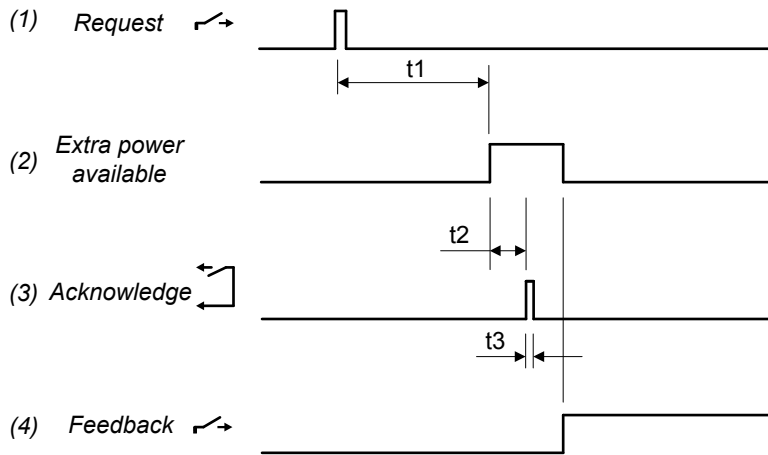 (1) Request
t1
(2) Extra power
available
t2
(3) Acknowledge
t3
(4) Feedback